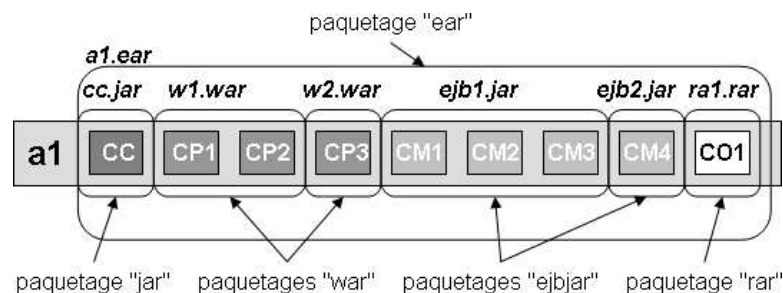 paquetage "ear"
a1.ear
cc.jar w1.war w2.war ejb1.jar ejb2.jar ra1.rar
a1 CC CP1 CP2 CP3 CM1 CM2 CM3 CM4 CO1
paquetage "jar" paquetages "war" paquetages "ejbjar" paquetage "rar"